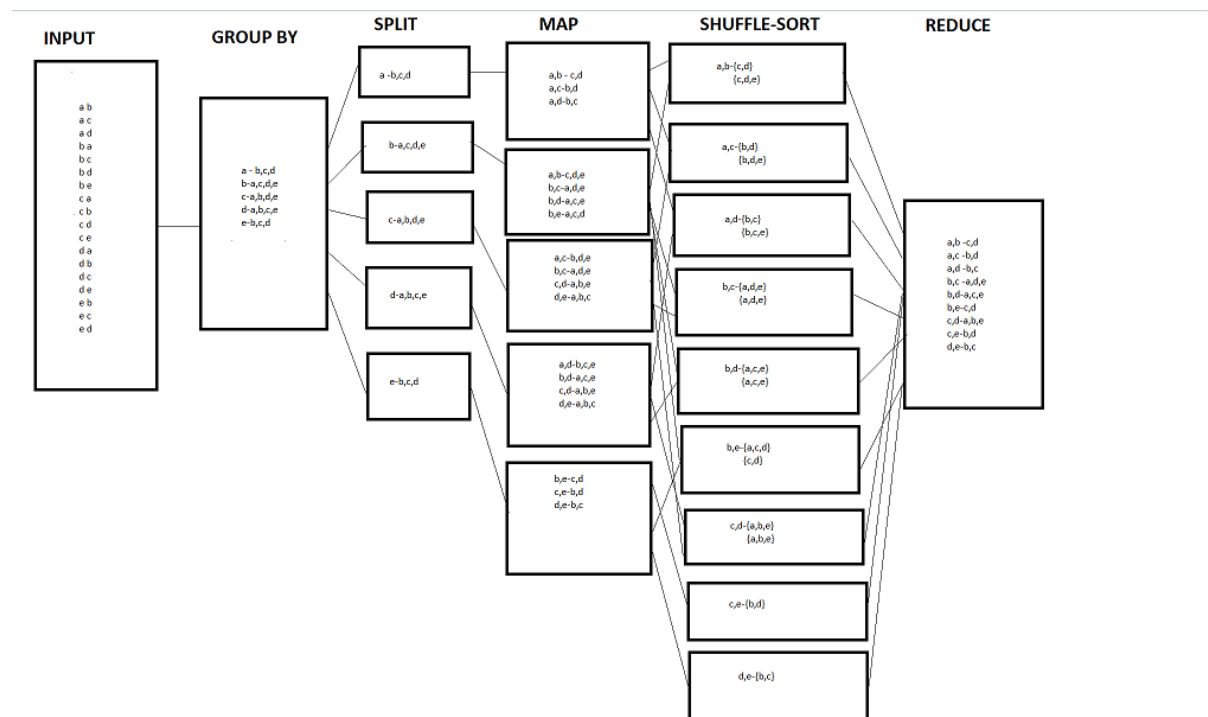 INPUT
GROUP BY
SPLIT
MAP
SHUFFLE-SORT
REDUCE
a b
a c
a d
b a
b c
b d
b e
c a
. c b
c d
c e
d a
d b
d c
d e
e b
e c
e d
a - b,c,d
b-a,c,d,e
c-a,b,d,e
d-a,b,c,e
e-b,c,d
a -b,c,d
b-a,c,d,e
c-a,b,d,e
d-a,b,c,e
e-b,c,d
a,b - c,d
a,c-b,d
a,d-b,c
a,b-c,d,e
b,c-a,d,e
b,d-a,c,e
b,e-a,c,d
a,c-b,d,e
b,c-a,d,e
c,d-a,b,e
d,e-a,b,c
a,d-b,c,e
b,d-a,c,e
c,d-a,b,e
d,e-a,b,c
b,e-c,d
c,e-b,d
d,e-b,c
a,b-{c,d}
{c,d,e}
a,c-{b,d}
{b,d,e}
a,d-{b,c}
{b,c,e}
b,c-{a,d,e}
{a,d,e}
b,d-{a,c,e}
{a,c,e}
b,e-{a,c,d}
{c,d}
c,d-{a,b,e}
{a,b,e}
c,e-{b,d}
d,e-{b,c}
a,b -c,d
a,c -b,d
a,d -b,c
b,c -a,d,e
b,d-a,c,e
b,e-c,d
c,d-a,b,e
c,e-b,d
d,e-b,c